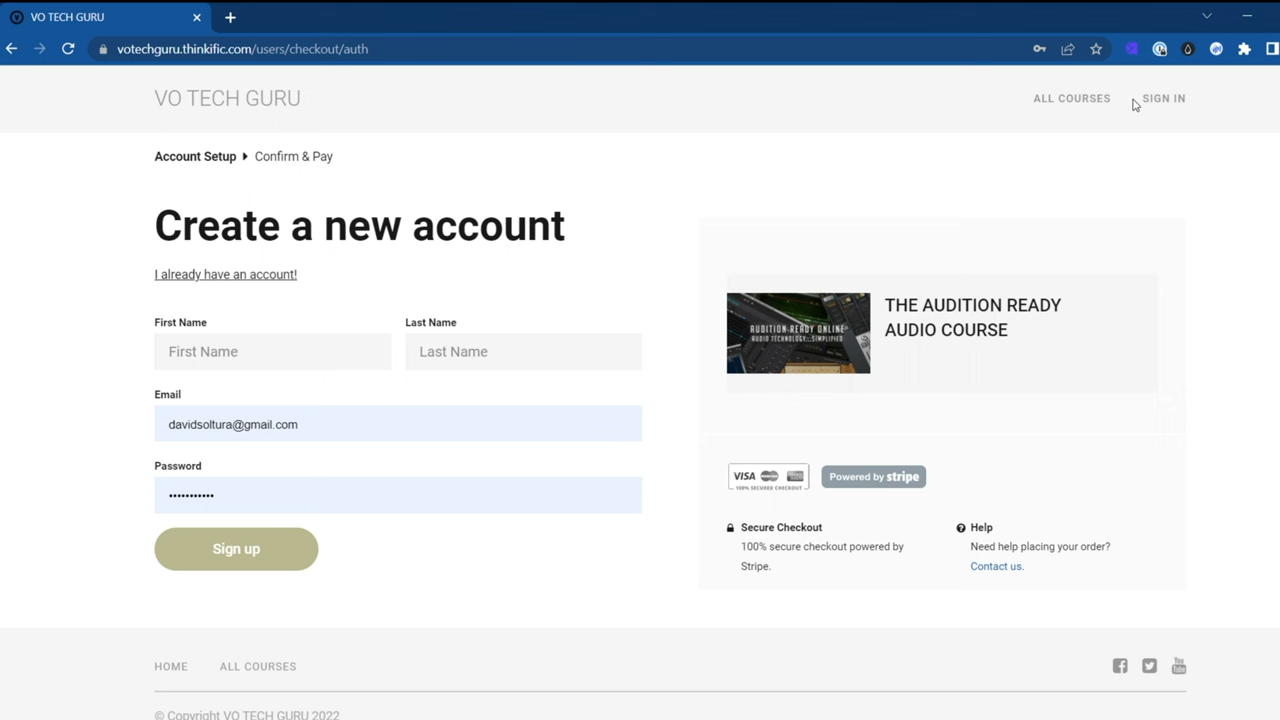 VO TECH GURU
votechguru.thinkific.com/users/checkout/auth
VO TECH GURU
ALL COURSES
SIGN IN
Account Setup
Confirm & Pay
Create a new account
I already have an account!
First Name
Last Name
First Name
Last Name
Email
davidsoltura@gmail.com
Password
•••••••••••
Sign up
AUDITION-READY ONLINE
AUDIO TECHNOLOGY...SIMPLIFIED
THE AUDITION READY
AUDIO COURSE
VISA
100% SECURED CHECKOUT
Powered by stripe
Secure Checkout
100% secure checkout powered by
Stripe.
Help
Need help placing your order?
Contact us.
HOME
ALL COURSES
You
Tube
© Copyright VO TECH GURU 2022